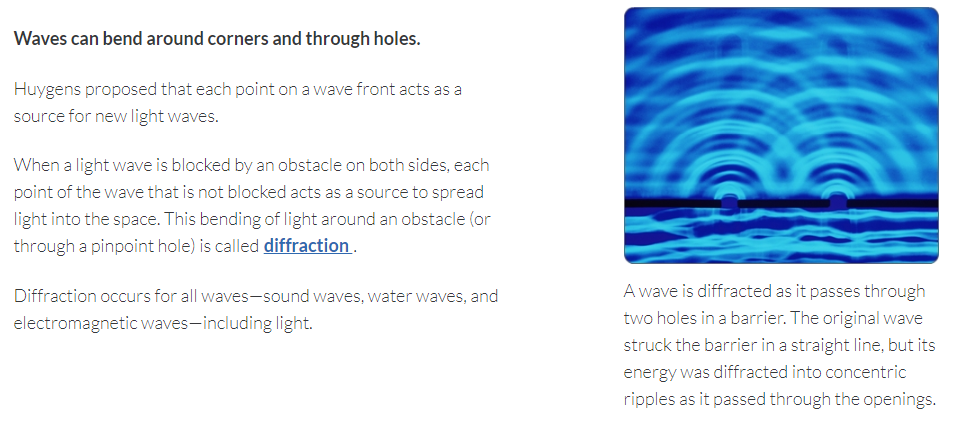 Waves can bend around corners and through holes.
Huygens proposed that each point on a wave front acts as a
source for new light waves.
When a light wave is blocked by an obstacle on both sides, each
point of the wave that is not blocked acts as a source to spread
light into the space. This bending of light around an obstacle (or
through a pinpoint hole) is called diffraction .
Diffraction occurs for all waves—sound waves, water waves, and
electromagnetic waves—including light.
A wave is diffracted as it passes through
two holes in a barrier. The original wave
struck the barrier in a straight line, but its
energy was diffracted into concentric
ripples as it passed through the openings.